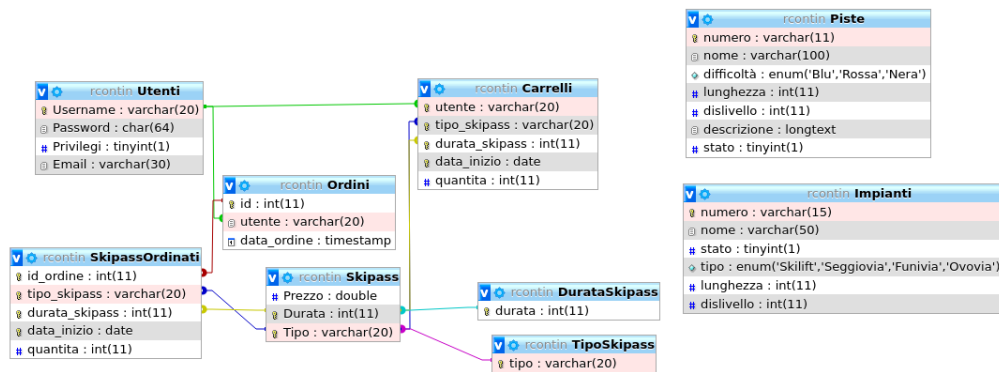 rcontin Utenti
Username : varchar(20)
Password : char(64)
Privilegi : tinyint(1)
Email : varchar(30)
rcontin Ordini
id : int(11)
utente : varchar(20)
data_ordine : timestamp
rcontin SkipassOrdinati
id_ordine : int(11)
tipo_skipass : varchar(20)
durata_skipass : int(11)
data_inizio : date
quantita : int(11)
rcontin Skipass
Prezzo : double
Durata : int(11)
Tipo : varchar(20)
rcontin Carrelli
utente : varchar(20)
tipo_skipass : varchar(20)
durata_skipass : int(11)
data_inizio : date
quantita : int(11)
rcontin DurataSkipass
durata : int(11)
rcontin TipoSkipass
tipo : varchar(20)
rcontin Piste
numero : varchar(11)
nome : varchar(100)
difficoltà : enum('Blu','Rossa','Nera')
lunghezza : int(11)
dislivello : int(11)
descrizione : longtext
stato : tinyint(1)
rcontin Impianti
numero : varchar(15)
nome : varchar(50)
stato : tinyint(1)
tipo : enum('Skilift','Seggiovia','Funivia','Ovovia')
lunghezza : int(11)
dislivello : int(11)